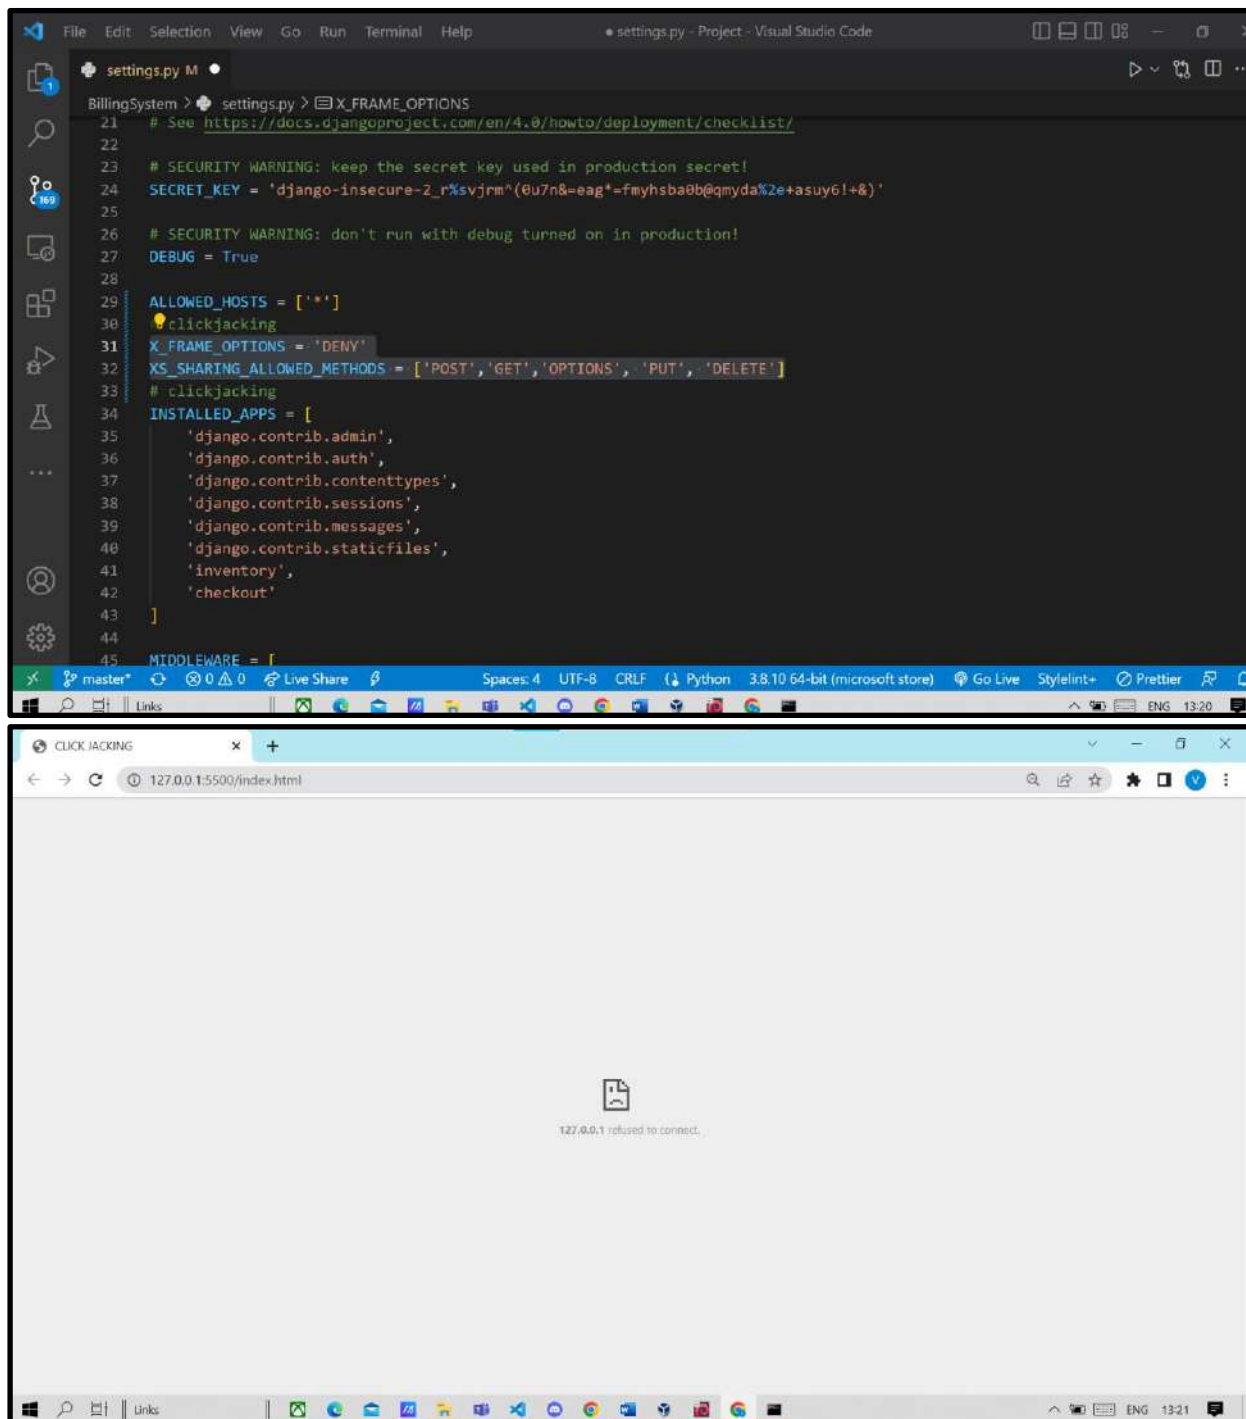 File Edit Selection View Go Run Terminal Help ● settings.py - Project - Visual Studio Code
settings.py M ●
BillingSystem > settings.py > X_FRAME_OPTIONS
21 # See https://docs.djangoproject.com/en/4.0/howto/deployment/checklist/
22
23 # SECURITY WARNING: keep the secret key used in production secret!
24 SECRET_KEY = 'django-insecure-2_r%svjrm^(0u7n&=eag*=fmyhsba0b@qmyda%2e+asuy6!+&)'
25
26 # SECURITY WARNING: don't run with debug turned on in production!
27 DEBUG = True
28
29 ALLOWED_HOSTS = ['*']
30 clickjacking
31 X_FRAME_OPTIONS = 'DENY'
32 XS_SHARING_ALLOWED_METHODS = ['POST','GET','OPTIONS', 'PUT', 'DELETE']
33 # clickjacking
34 INSTALLED_APPS = [
35 'django.contrib.admin',
36 'django.contrib.auth',
37 'django.contrib.contenttypes',
38 'django.contrib.sessions',
39 'django.contrib.messages',
40 'django.contrib.staticfiles',
41 'inventory',
42 'checkout'
43 ]
44
45 MIDDLEWARE = [
1
169
master* 0 0 Live Share Spaces: 4 UTF-8 CRLF Python 3.8.10 64-bit (microsoft store) Go Live Stylelint+ Prettier
Links ENG 13:20
CLICK JACKING
127.0.0.1:5500/index.html V
127.0.0.1 refused to connect.
Links ENG 13:21